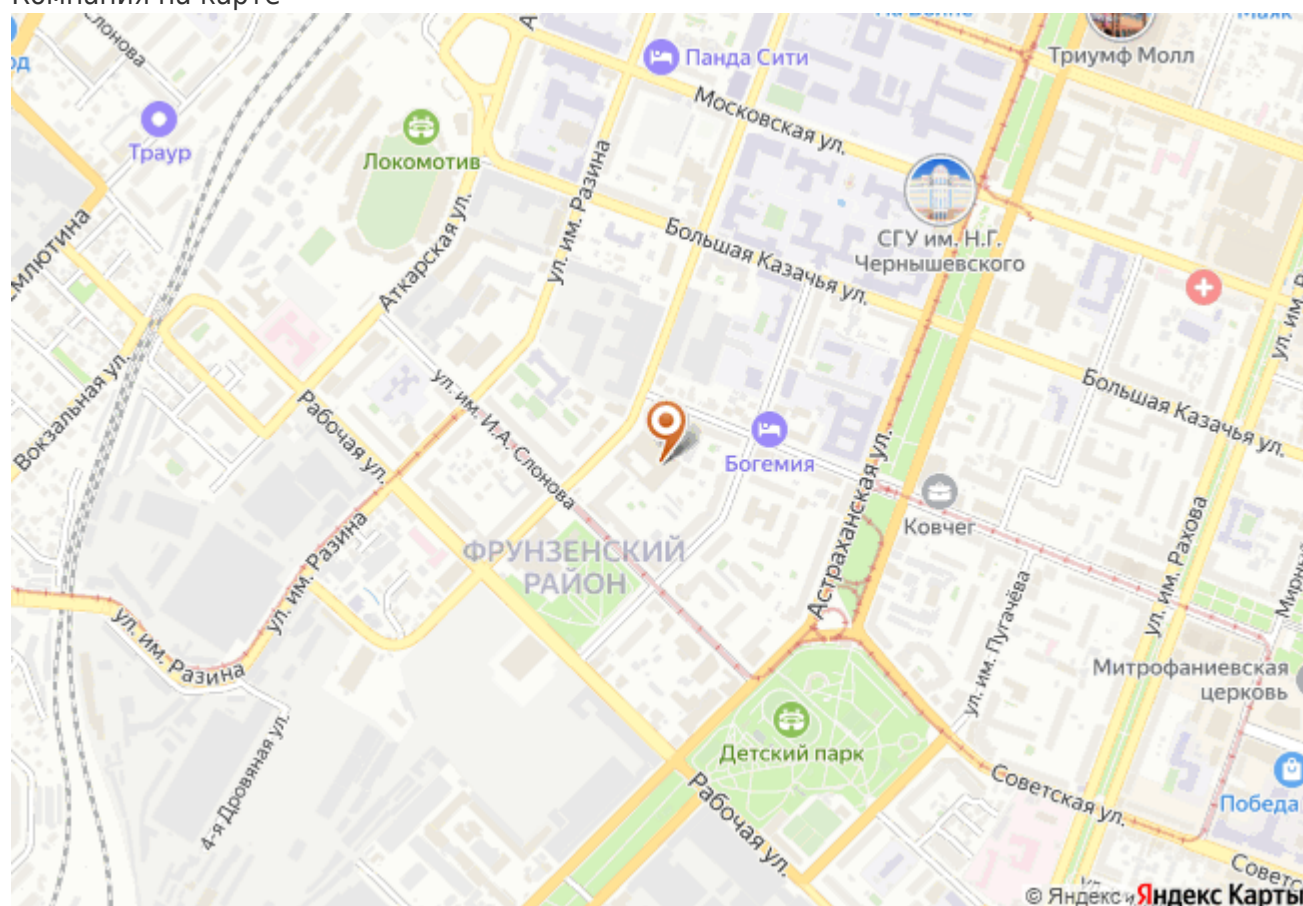 Компания на карте
Слонова
Траур
Локомотив
Панда Сити
Московская ул.
Триумф Молл
Маяк
ул. им. Разина
Аткарская ул.
Большая Казачья ул.
СГУ им. Н.Г.
Чернышевского
Вокзальная ул.
Рабочая ул.
ул. им. И.А. Слонова
Богемия
Астраханская ул.
Ковчег
Большая Казачья ул.
ул. им. Рахова
ФРУНЗЕНСКИЙ
РАЙОН
ул. им. Разина
ул. им. Разина
ул. им. Пугачёва
Митрофаниевская
церковь
4-я Дровяная ул.
Детский парк
Рабочая ул.
Советская ул.
Победа
© Яндекс
Яндекс Карты